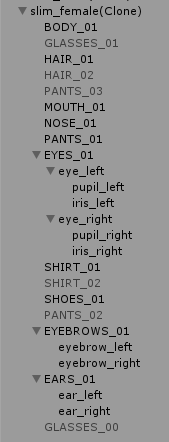 slim_female(Clone)
BODY_01
GLASSES_01
HAIR_01
HAIR_02
PANTS_03
MOUTH_01
NOSE_01
PANTS_01
EYES_01
eye_left
pupil_left
iris_left
eye_right
pupil_right
iris_right
SHIRT_01
SHIRT_02
SHOES_01
PANTS_02
EYEBROWS_01
eyebrow_left
eyebrow_right
EARS_01
ear_left
ear_right
GLASSES_00